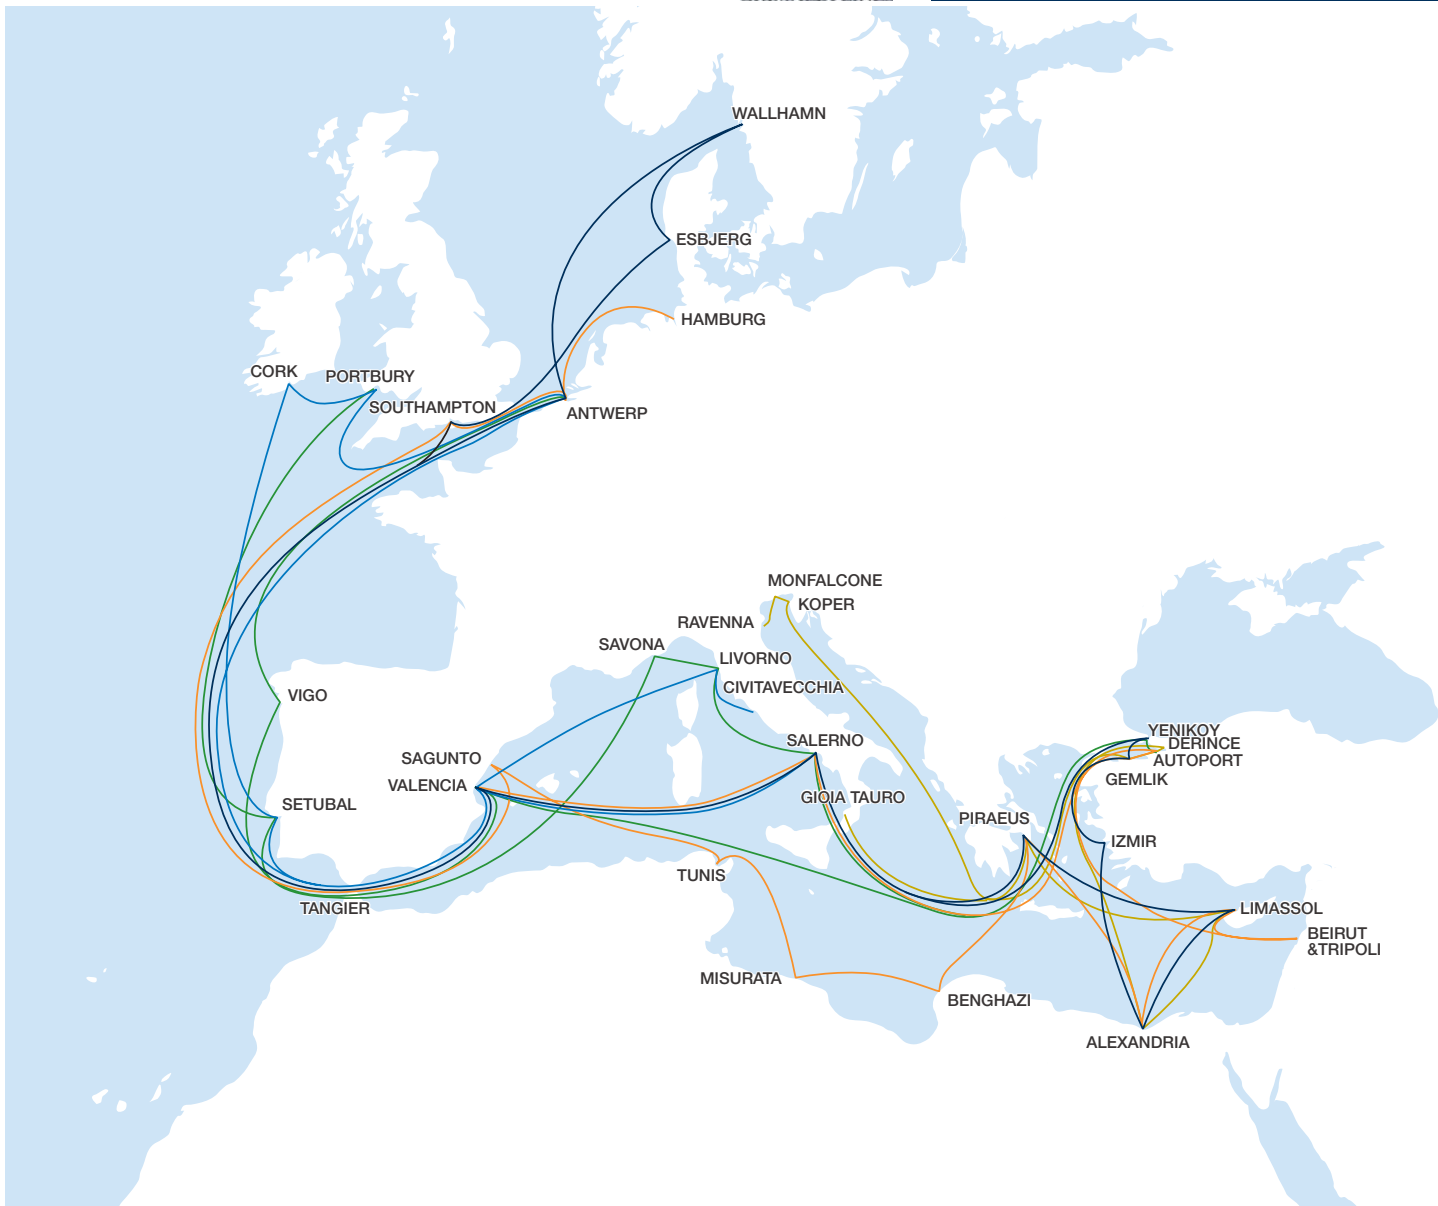 WALLHAMN
ESBJERG
HAMBURG
CORK
PORTBURY
SOUTHAMPTON
ANTWERP
MONFALCONE
KOPER
RAVENNA
SAVONA
LIVORNO
CIVITAVECCHIA
VIGO
YENIKOY
SALERNO
DERINCE
SAGUNTO
AUTOPORT
VALENCIA
GEMLIK
GIOIA TAURO
SETUBAL
PIRAEUS
IZMIR
TUNIS
TANGIER
LIMASSOL
BEIRUT
&TRIPOLI
MISURATA
BENGHAZI
ALEXANDRIA